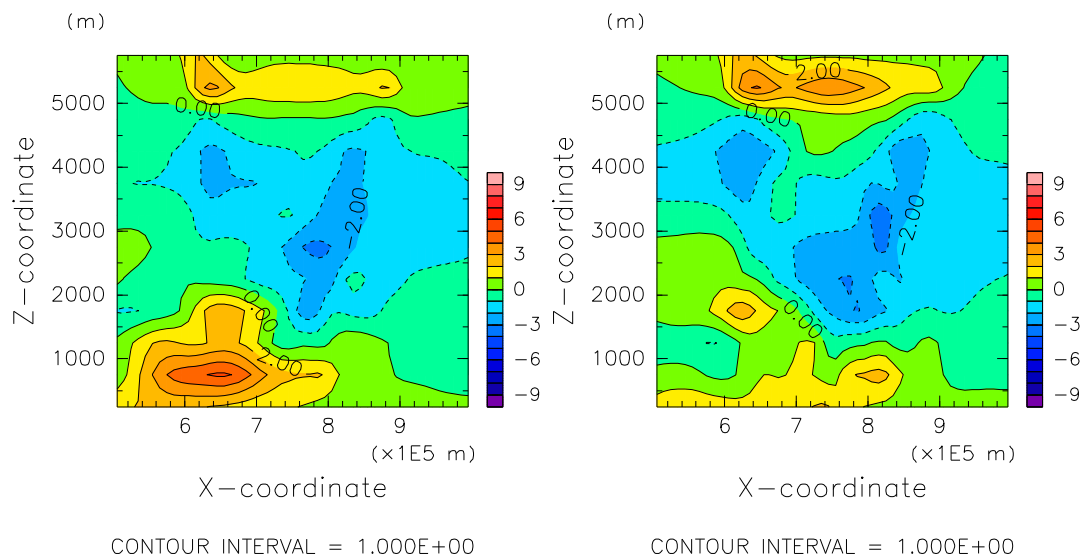 (m)
5000
4000
3000
2000
1000
Z-coordinate
0.00
-2.00
0.00
2.00
6 7 8 9
(×1E5 m)
X-coordinate
9
6
3
0
-3
-6
-9
CONTOUR INTERVAL = 1.000E+00
(m)
5000
4000
3000
2000
1000
Z-coordinate
2.00
0.00
-2.00
0.00
6 7 8 9
(×1E5 m)
X-coordinate
9
6
3
0
-3
-6
-9
CONTOUR INTERVAL = 1.000E+00